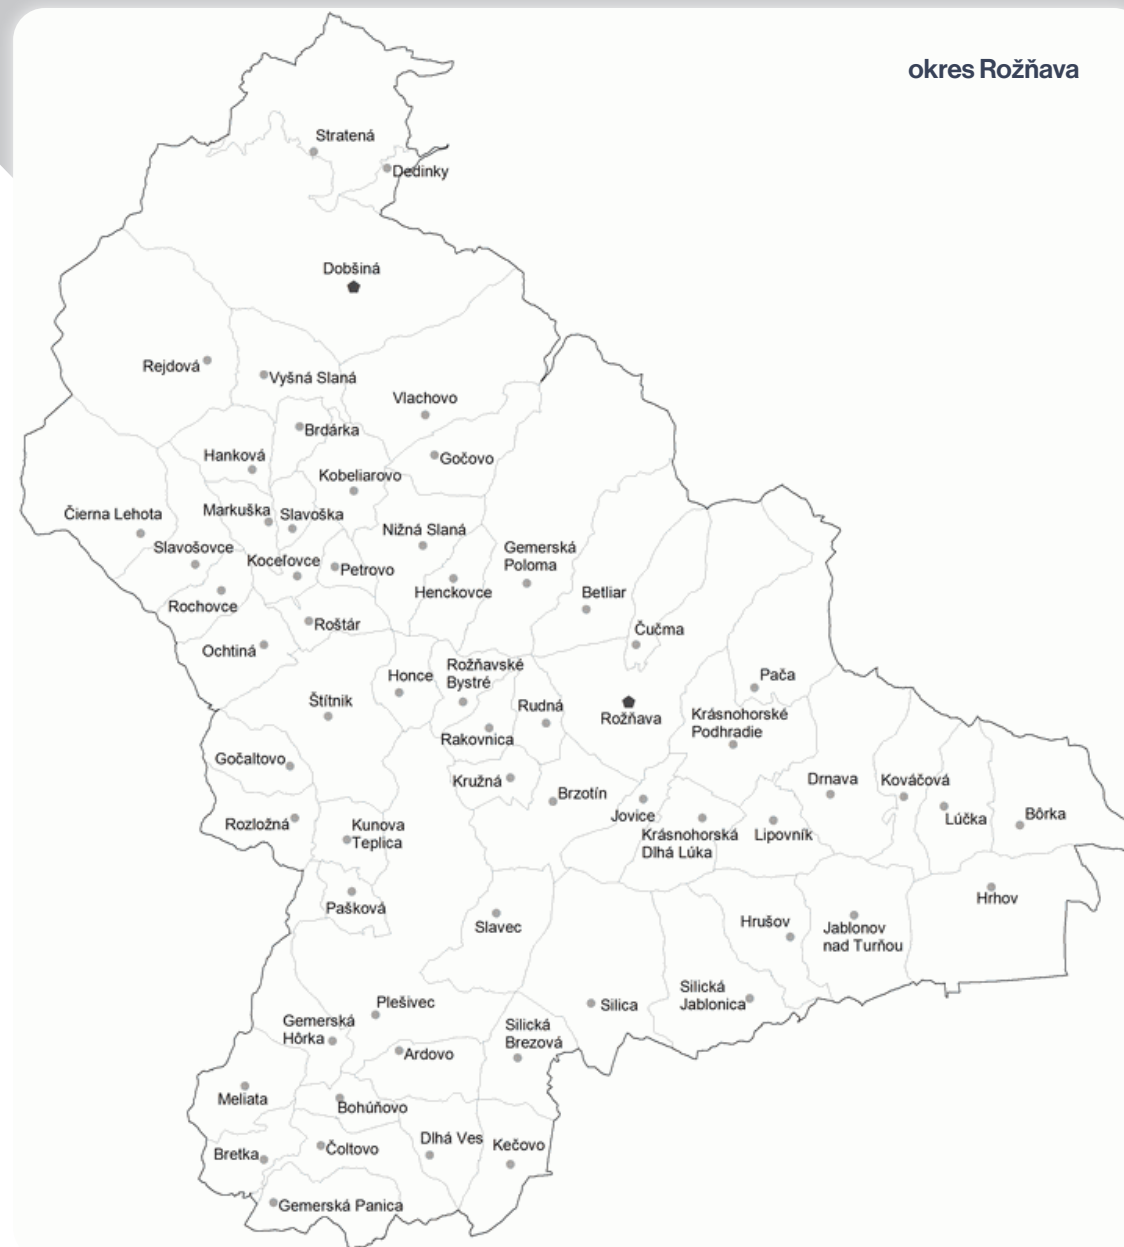 okres Rožňava
Stratená
Dedinky
Dobšiná
Rejdová
Vyšná Slaná
Vlachovo
Brdárka
Hanková
Gočovo
Kobeliarovo
Čierna Lehota
Markuška
Slavoška
Nižná Slaná
Slavošovce
Koceľovce
Petrovo
Gemerská
Poloma
Henckovce
Betliar
Rochovce
Roštár
Čučma
Ochtiná
Honce
Rožňavské
Bystré
Pača
Štítnik
Rudná
Rožňava
Krásnohorské
Podhradie
Rakovnica
Gočaltovo
Kružná
Brzotín
Drnava
Kováčová
Jovice
Lúčka
Bôrka
Rozložná
Kunova
Teplica
Krásnohorská
Dlhá Lúka
Lipovník
Pašková
Slavec
Hrhov
Hrušov
Jablonov
nad Turňou
Plešivec
Silica
Silická
Jablonica
Gemerská
Hôrka
Silická
Brezová
Ardovo
Meliata
Bohúňovo
Bretka
Čoltovo
Dlhá Ves
Kečovo
Gemerská Panica